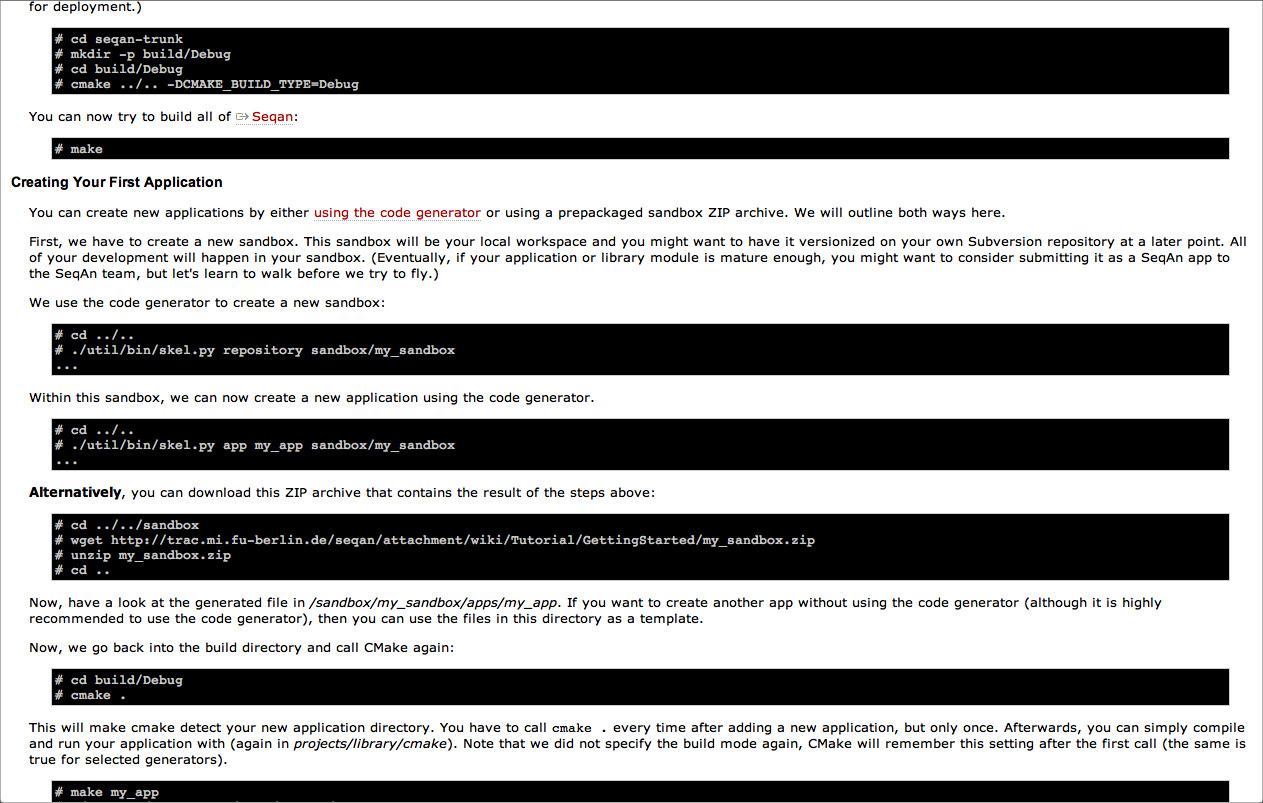 for deployment.)
# cd seqan-trunk
# mkdir -p build/Debug
# cd build/Debug
# cmake ../.. -DCMAKE_BUILD_TYPE=Debug
You can now try to build all of Seqan:
# make
Creating Your First Application
You can create new applications by either using the code generator or using a prepackaged sandbox ZIP archive. We will outline both ways here.
First, we have to create a new sandbox. This sandbox will be your local workspace and you might want to have it versionized on your own Subversion repository at a later point. All
of your development will happen in your sandbox. (Eventually, if your application or library module is mature enough, you might want to consider submitting it as a SeqAn app to
the SeqAn team, but let's learn to walk before we try to fly.)
We use the code generator to create a new sandbox:
# cd ../..
# ./util/bin/skel.py repository sandbox/my_sandbox
...
Within this sandbox, we can now create a new application using the code generator.
# cd ../..
# ./util/bin/skel.py app my_app sandbox/my_sandbox
...
Alternatively, you can download this ZIP archive that contains the result of the steps above:
# cd ../../sandbox
# wget http://trac.mi.fu-berlin.de/seqan/attachment/wiki/Tutorial/GettingStarted/my_sandbox.zip
# unzip my_sandbox.zip
# cd ..
Now, have a look at the generated file in /sandbox/my_sandbox/apps/my_app. If you want to create another app without using the code generator (although it is highly
recommended to use the code generator), then you can use the files in this directory as a template.
Now, we go back into the build directory and call CMake again:
# cd build/Debug
# cmake .
This will make cmake detect your new application directory. You have to call cmake . every time after adding a new application, but only once. Afterwards, you can simply compile
and run your application with (again in projects/library/cmake). Note that we did not specify the build mode again, CMake will remember this setting after the first call (the same is
true for selected generators).
# make my_app